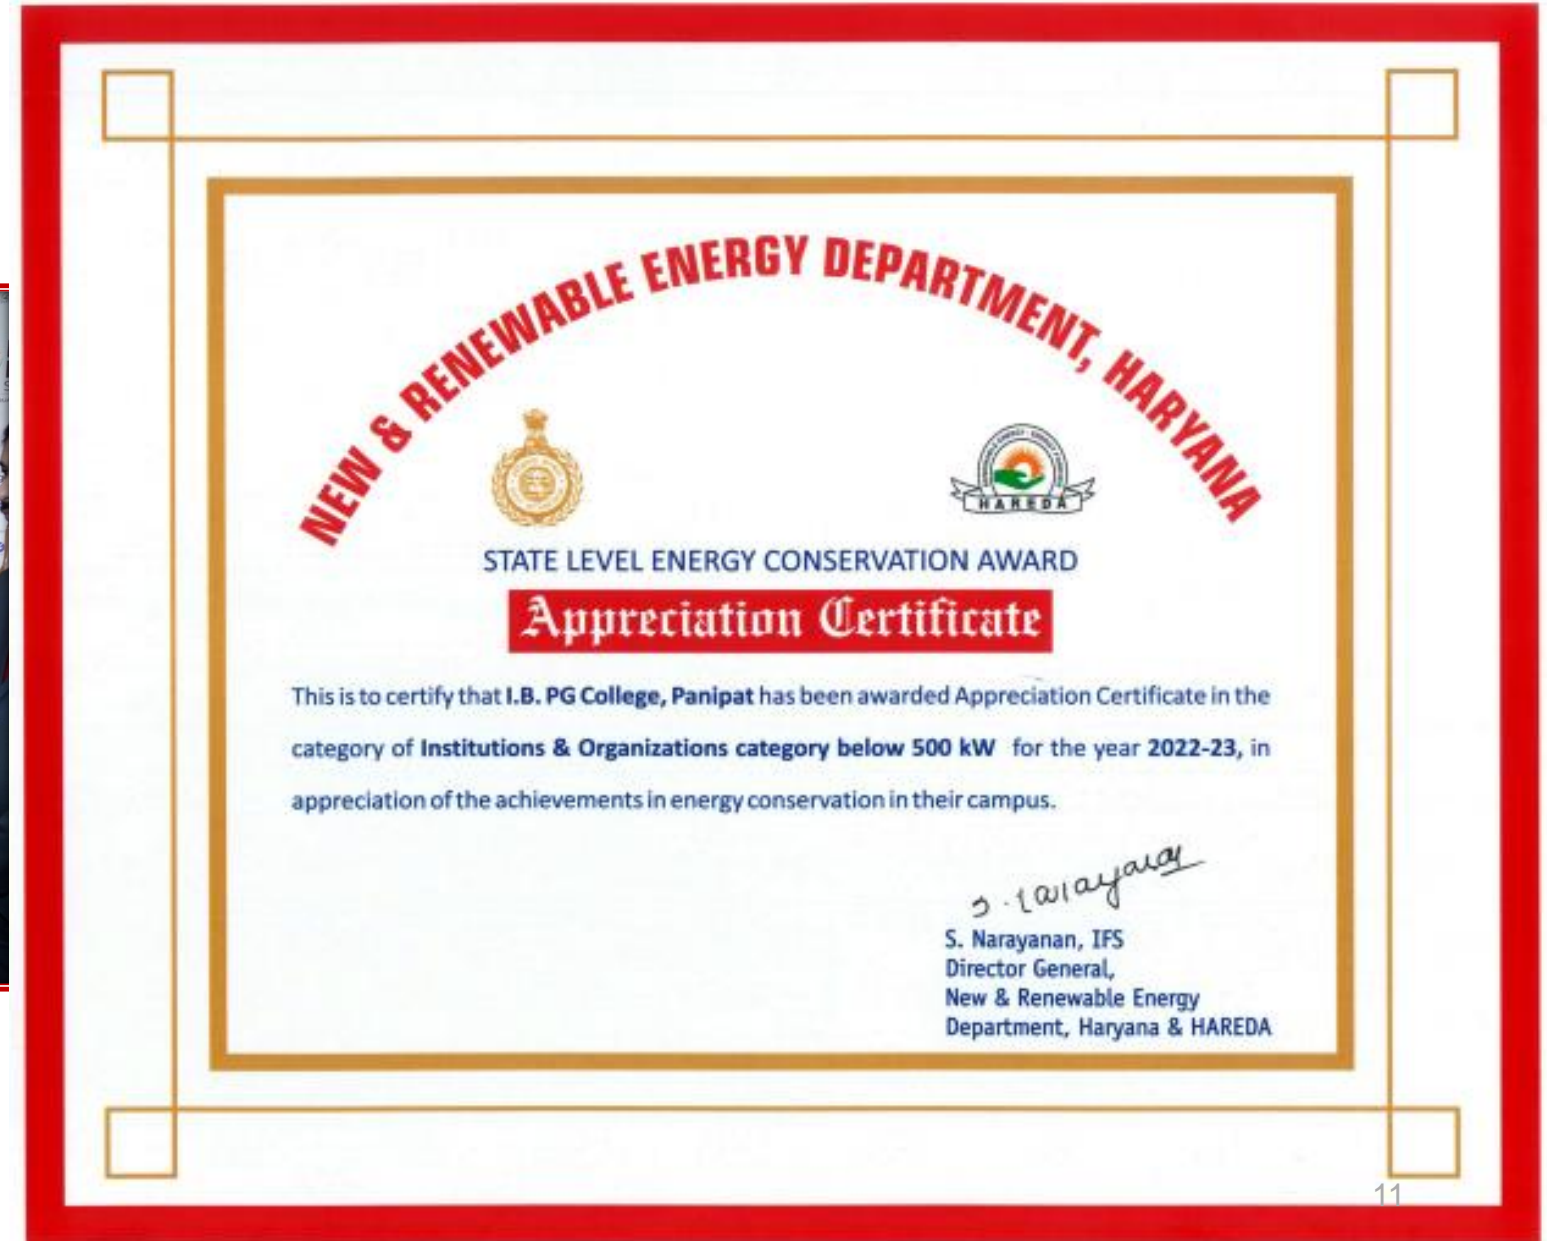 NEW & RENEWABLE ENERGY DEPARTMENT, HARYANA
HAREDA
STATE LEVEL ENERGY CONSERVATION AWARD
Appreciation Certificate
This is to certify that I.B. PG College, Panipat has been awarded Appreciation Certificate in the
category of Institutions & Organizations category below 500 kW for the year 2022-23, in
appreciation of the achievements in energy conservation in their campus.
S. Narayanan, IFS
Director General,
New & Renewable Energy
Department, Haryana & HAREDA
11